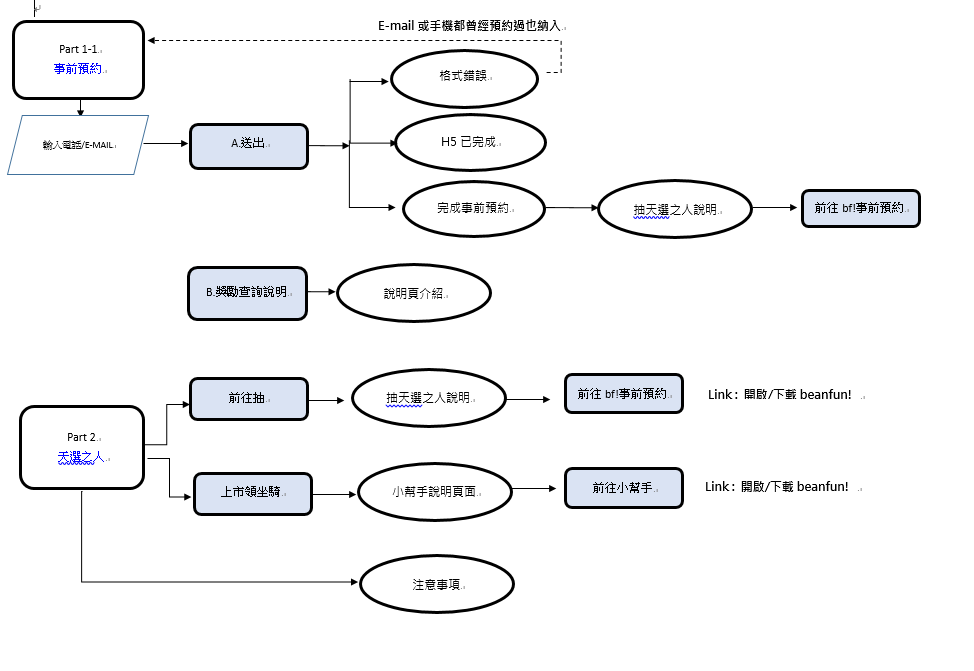 E-mail 或手機都曾經預約過也納入
Part 1-1
事前預約
格式錯誤
輸入電話/E-MAIL
A.送出
H5 已完成
完成事前預約
抽天選之人說明
前往 bf!事前預約
B.獎勵查詢說明
說明頁介紹
前往抽
抽天選之人說明
前往 bf!事前預約
Link：開啟/下載 beanfun!
Part 2
天選之人
上市領坐騎
小幫手說明頁面
前往小幫手
Link：開啟/下載 beanfun!
注意事項